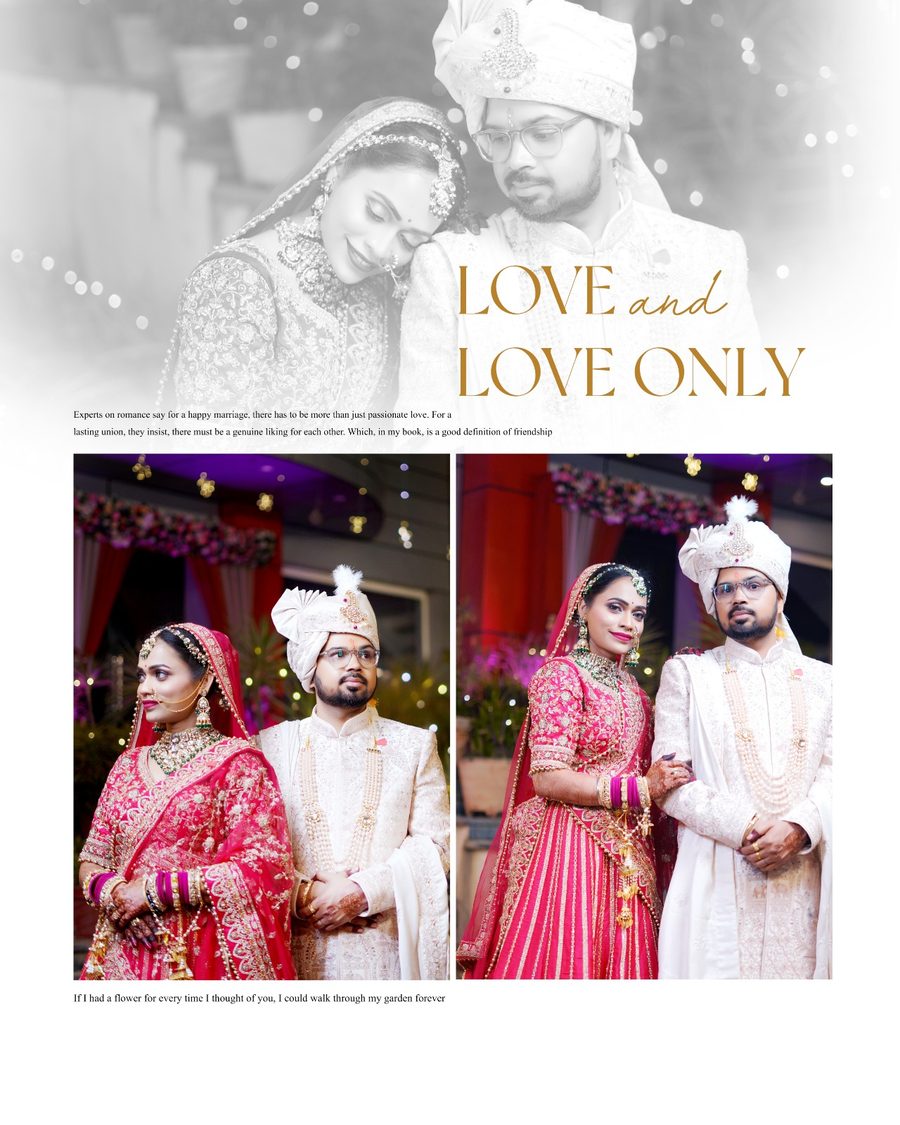 LOVE and
LOVE ONLY
Experts on romance say for a happy marriage, there has to be more than just passionate love. For a
lasting union, they insist, there must be a genuine liking for each other. Which, in my book, is a good definition of friendship
If I had a flower for every time I thought of you, I could walk through my garden forever